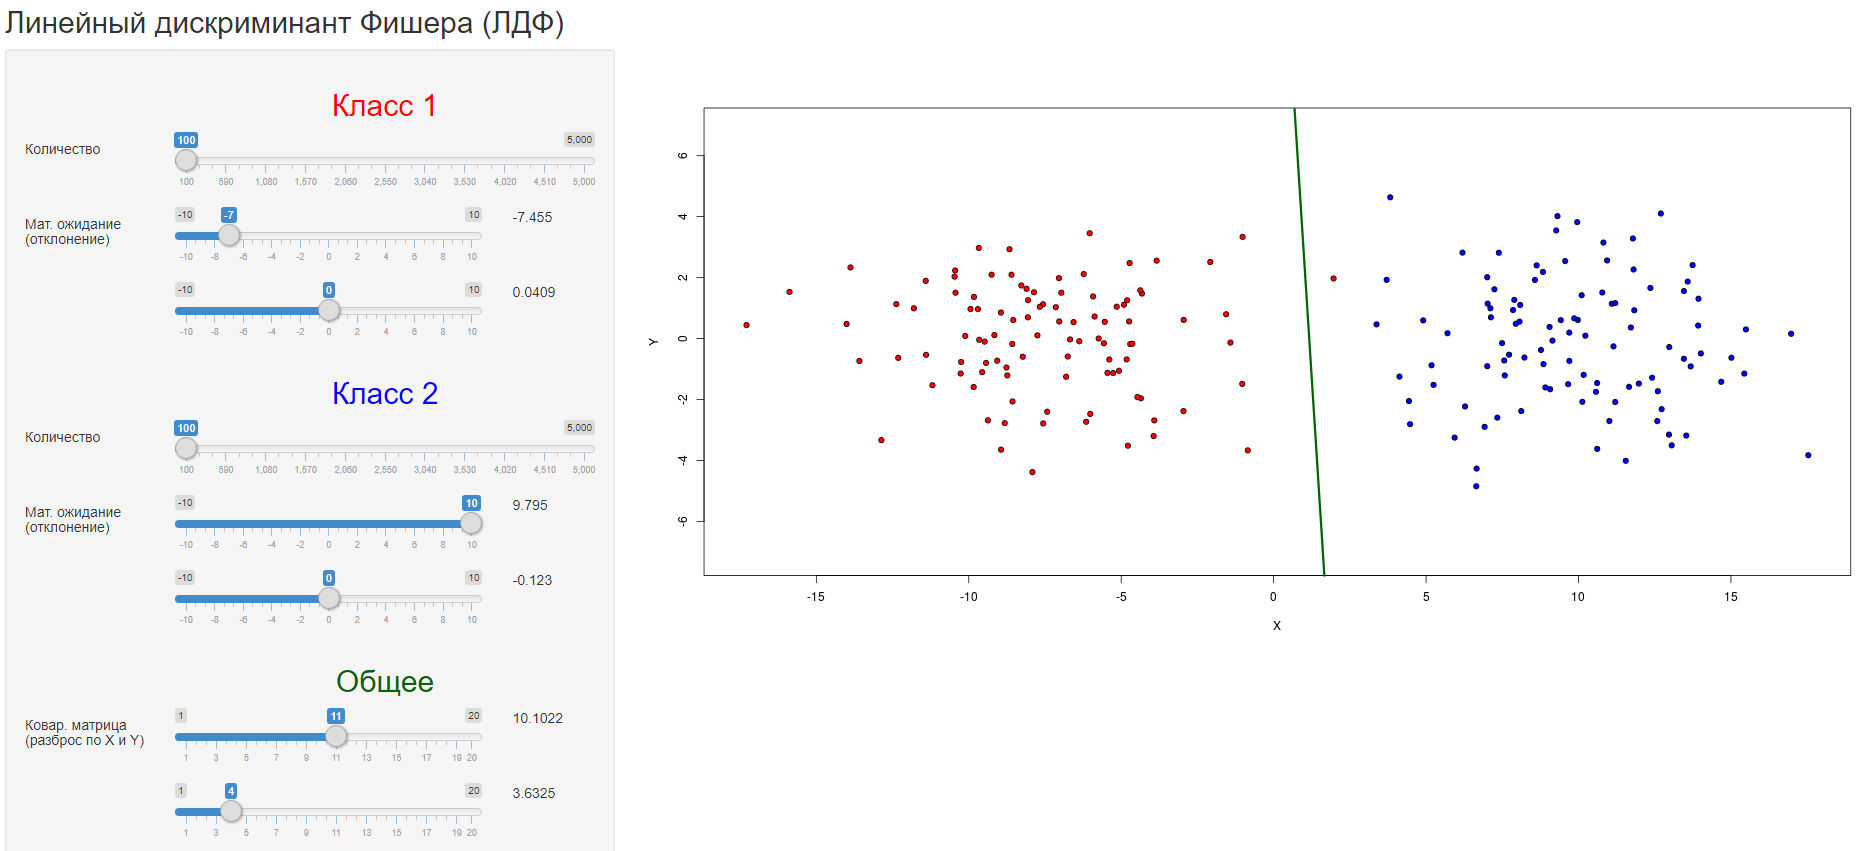 Линейный дискриминант Фишера (ЛДФ)
Класс 1
Количество
100 5,000
100 590 1,080 1,570 2,060 2,550 3,040 3,530 4,020 4,510 5,000
Мат. ожидание
(отклонение)
-10 -7 10 -7.455
-10 -8 -6 -4 -2 0 2 4 6 8 10
-10 0 10 0.0409
-10 -8 -6 -4 -2 0 2 4 6 8 10
Класс 2
Количество
100 5,000
100 590 1,080 1,570 2,060 2,550 3,040 3,530 4,020 4,510 5,000
Мат. ожидание
(отклонение)
-10 10 9.795
-10 -8 -6 -4 -2 0 2 4 6 8 10
-10 0 10 -0.123
-10 -8 -6 -4 -2 0 2 4 6 8 10
Общее
Ковар. матрица
(разброс по X и Y)
1 11 20 10.1022
1 3 5 7 9 11 13 15 17 19 20
1 4 20 3.6325
1 3 5 7 9 11 13 15 17 19 20
6
4
2
0
-2
-4
-6
Y
-15 -10 -5 0 5 10 15
X